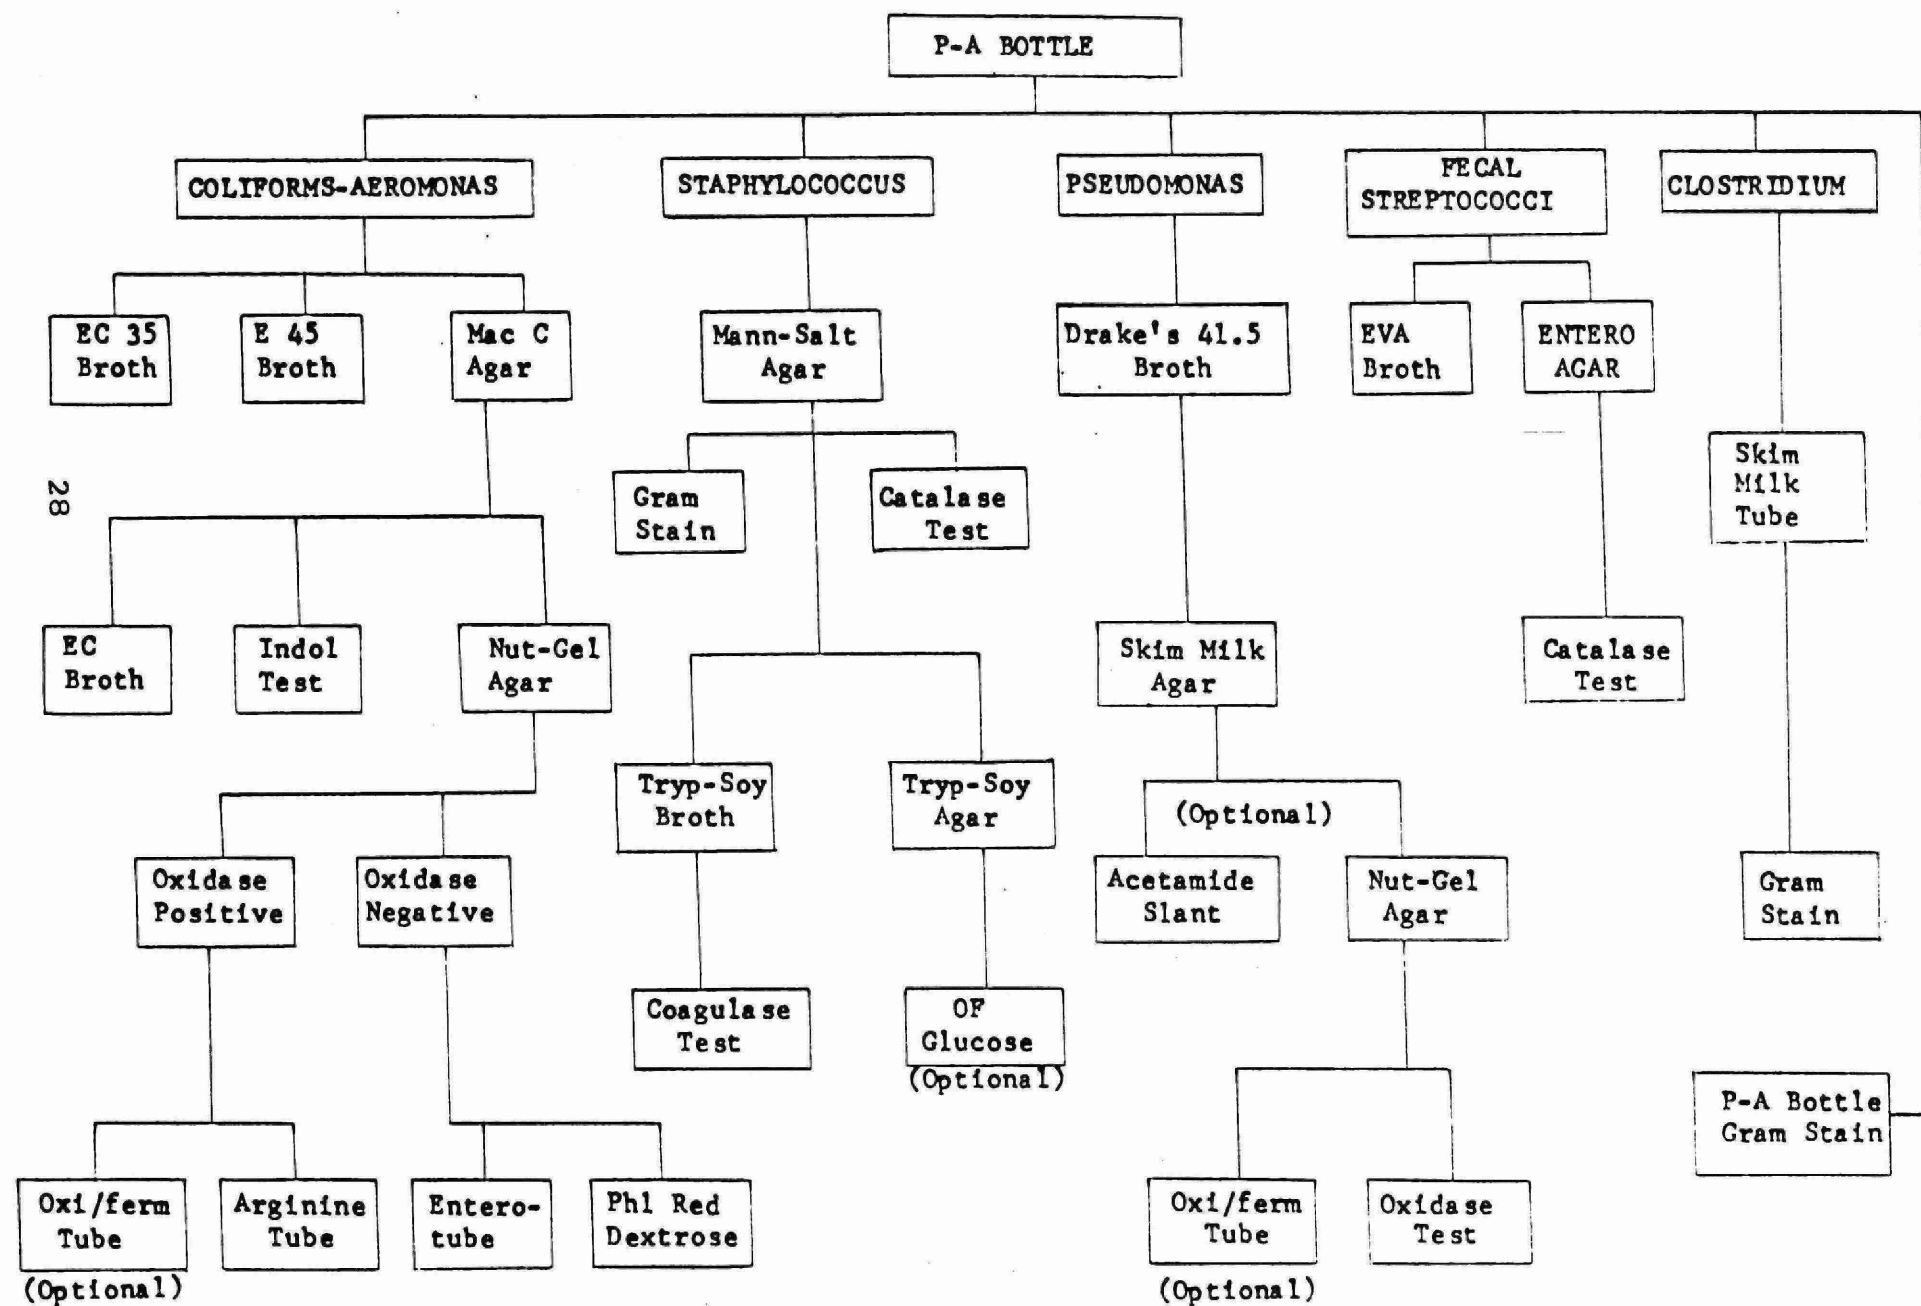 P-A BOTTLE
COLIFORMS-AEROMONAS
STAPHYLOCOCCUS
PSEUDOMONAS
FECAL
STREPTOCOCCI
CLOSTRIDIUM
EC 35
Broth
E 45
Broth
Mac C
Agar
Mann-Salt
Agar
Drake's 41.5
Broth
EVA
Broth
ENTERO
AGAR
Skim
Milk
Tube
28
Gram
Stain
Catalase
Test
EC
Broth
Indol
Test
Nut-Gel
Agar
Skim Milk
Agar
Catalase
Test
Tryp-Soy
Broth
Tryp-Soy
Agar
(Optional)
Oxidase
Positive
Oxidase
Negative
Acetamide
Slant
Nut-Gel
Agar
Gram
Stain
Coagulase
Test
OF
Glucose
(Optional)
P-A Bottle
Gram Stain
Oxi/ferm
Tube
(Optional)
Arginine
Tube
Entero-
tube
Phl Red
Dextrose
Oxi/ferm
Tube
(Optional)
Oxidase
Test